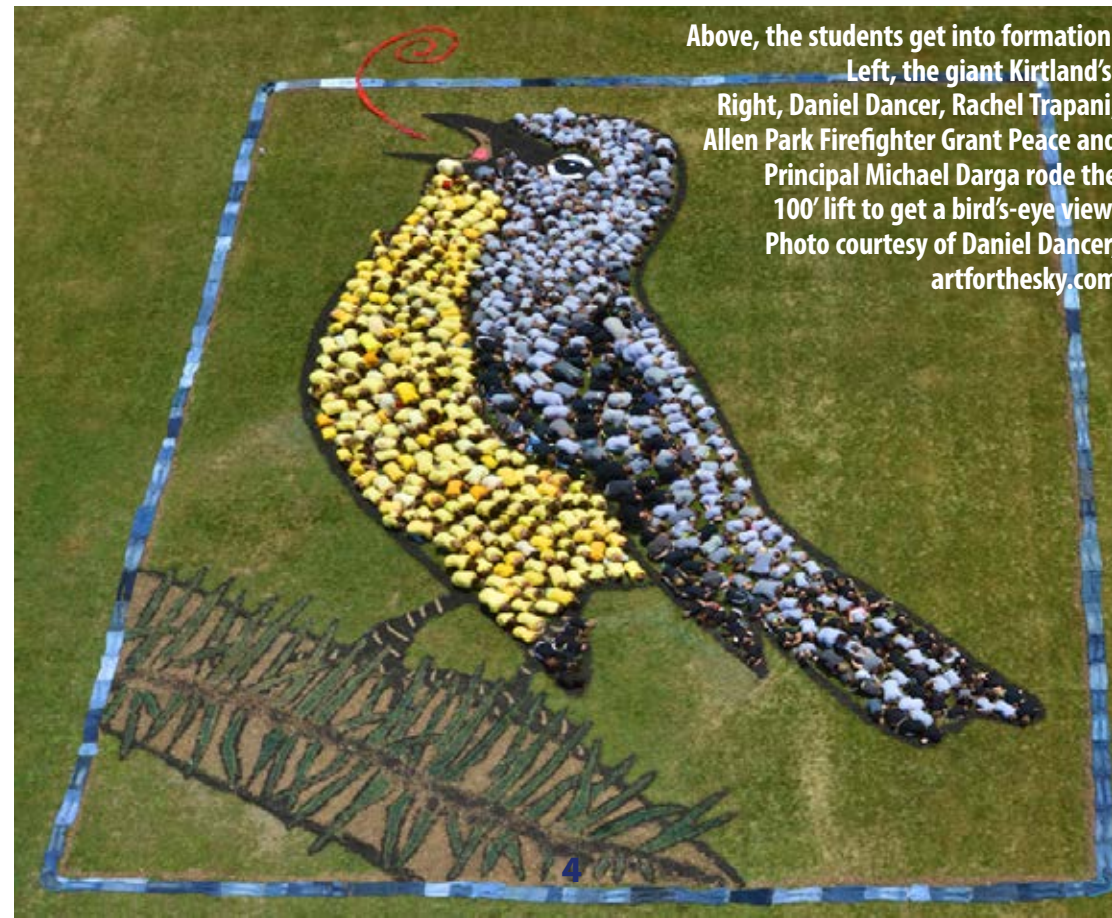 Above, the students get into formation
Left, the giant Kirtland's
Right, Daniel Dancer, Rachel Trapani
Allen Park Firefighter Grant Peace and
Principal Michael Darga rode the
100' lift to get a bird's-eye view
Photo courtesy of Daniel Dancer,
artforthesky.com
4